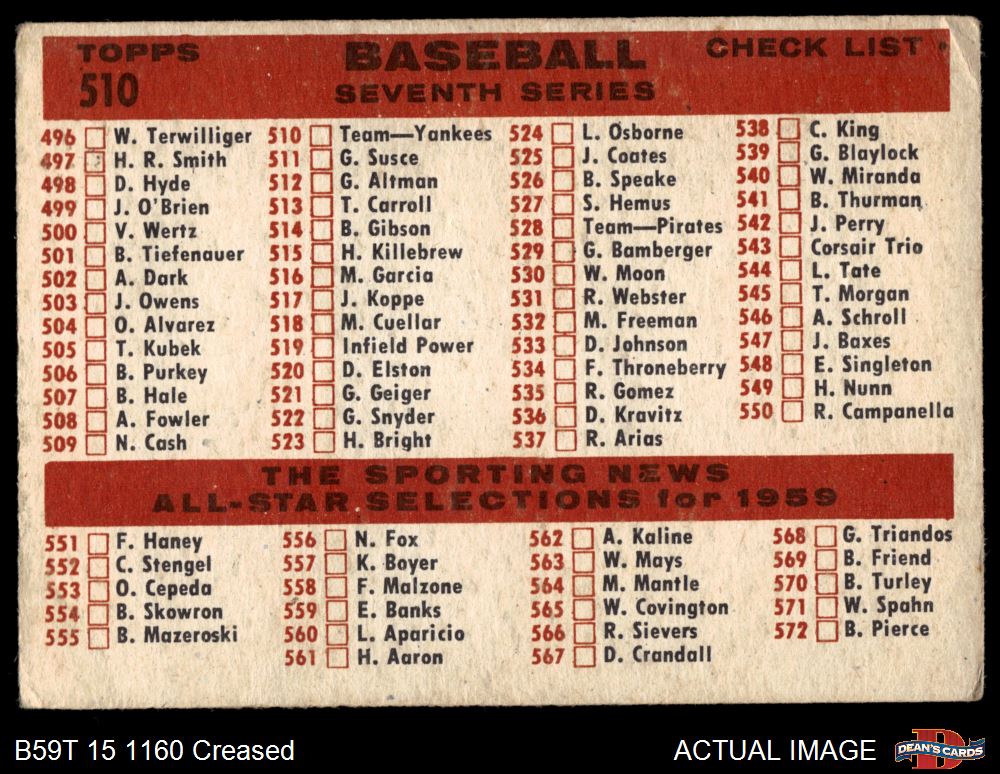 TOPPS
510
BASEBALL
SEVENTH SERIES
CHECK LIST
496 W. Terwilliger
497 H. R. Smith
498 D. Hyde
499 J. O'Brien
500 V. Wertz
501 B. Tiefenauer
502 A. Dark
503 J. Owens
504 O. Alvarez
505 T. Kubek
506 B. Purkey
507 B. Hale
508 A. Fowler
509 N. Cash
510 Team—Yankees
511 G. Susce
512 G. Altman
513 T. Carroll
514 B. Gibson
515 H. Killebrew
516 M. Garcia
517 J. Koppe
518 M. Cuellar
519 Infield Power
520 D. Elston
521 G. Geiger
522 G. Snyder
523 H. Bright
524 L. Osborne
525 J. Coates
526 B. Speake
527 S. Hemus
528 Team—Pirates
529 G. Bamberger
530 W. Moon
531 R. Webster
532 M. Freeman
533 D. Johnson
534 F. Throneberry
535 R. Gomez
536 D. Kravitz
537 R. Arias
538 C. King
539 G. Blaylock
540 W. Miranda
541 B. Thurman
542 J. Perry
543 Corsair Trio
544 L. Tate
545 T. Morgan
546 A. Schroll
547 J. Baxes
548 E. Singleton
549 H. Nunn
550 R. Campanella
THE SPORTING NEWS
ALL-STAR SELECTIONS for 1959
551 F. Haney
552 C. Stengel
553 O. Cepeda
554 B. Skowron
555 B. Mazeroski
556 N. Fox
557 K. Boyer
558 F. Malzone
559 E. Banks
560 L. Aparicio
561 H. Aaron
562 A. Kaline
563 W. Mays
564 M. Mantle
565 W. Covington
566 R. Sievers
567 D. Crandall
568 G. Triandos
569 B. Friend
570 B. Turley
571 W. Spahn
572 B. Pierce
B59T 15 1160 Creased
ACTUAL IMAGE
D
DEAN'S CARDS